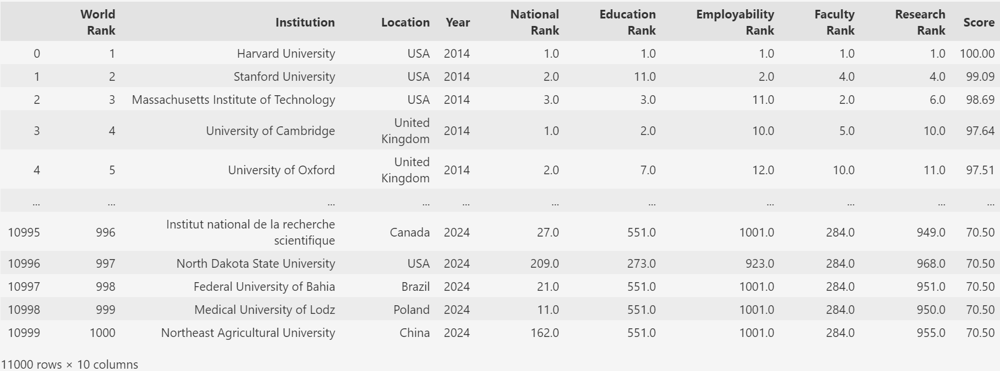 World Rank Institution Location Year National Rank Education Rank Employability Rank Faculty Rank Research Rank Score
0 1 Harvard University USA 2014 1.0 1.0 1.0 1.0 1.0 100.00
1 2 Stanford University USA 2014 2.0 11.0 2.0 4.0 4.0 99.09
2 3 Massachusetts Institute of Technology USA 2014 3.0 3.0 11.0 2.0 6.0 98.69
3 4 University of Cambridge United Kingdom 2014 1.0 2.0 10.0 5.0 10.0 97.64
4 5 University of Oxford United Kingdom 2014 2.0 7.0 12.0 10.0 11.0 97.51
... ... ... ... ... ... ... ... ... ... ...
10995 996 Institut national de la recherche scientifique Canada 2024 27.0 551.0 1001.0 284.0 949.0 70.50
10996 997 North Dakota State University USA 2024 209.0 273.0 923.0 284.0 968.0 70.50
10997 998 Federal University of Bahia Brazil 2024 21.0 551.0 1001.0 284.0 951.0 70.50
10998 999 Medical University of Lodz Poland 2024 11.0 551.0 1001.0 284.0 950.0 70.50
10999 1000 Northeast Agricultural University China 2024 162.0 551.0 1001.0 284.0 955.0 70.50
11000 rows × 10 columns